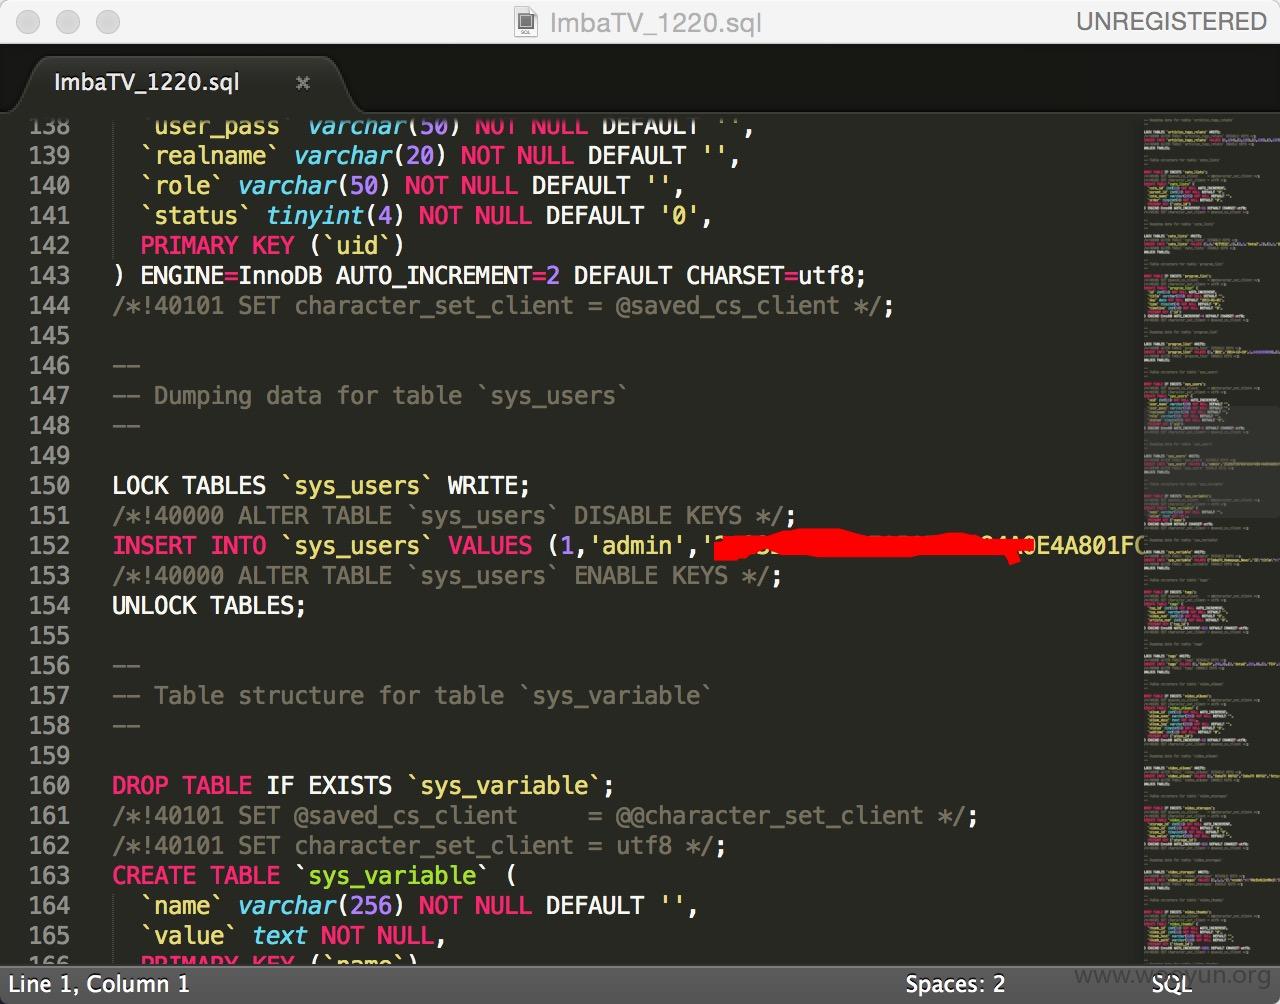 ImbaTV_1220.sql
UNREGISTERED
ImbaTV_1220.sql
138 `user_pass` varchar(50) NOT NULL DEFAULT '',
139 `realname` varchar(20) NOT NULL DEFAULT '',
140 `role` varchar(50) NOT NULL DEFAULT '',
141 `status` tinyint(4) NOT NULL DEFAULT '0',
142 PRIMARY KEY (`uid`)
143 ) ENGINE=InnoDB AUTO_INCREMENT=2 DEFAULT CHARSET=utf8;
144 /*!40101 SET character_set_client = @saved_cs_client */;
145
146 --
147 -- Dumping data for table `sys_users`
148 --
149
150 LOCK TABLES `sys_users` WRITE;
151 /*!40000 ALTER TABLE `sys_users` DISABLE KEYS */;
152 INSERT INTO `sys_users` VALUES (1,'admin','
153 /*!40000 ALTER TABLE `sys_users` ENABLE KEYS */;
154 UNLOCK TABLES;
155
156 --
157 -- Table structure for table `sys_variable`
158 --
159
160 DROP TABLE IF EXISTS `sys_variable`;
161 /*!40101 SET @saved_cs_client     = @@character_set_client */;
162 /*!40101 SET character_set_client = utf8 */;
163 CREATE TABLE `sys_variable` (
164 `name` varchar(256) NOT NULL DEFAULT '',
165 `value` text NOT NULL,
166 PRIMARY KEY (`name`)
Line 1, Column 1
Spaces: 2
SQL
www.wooyun.org